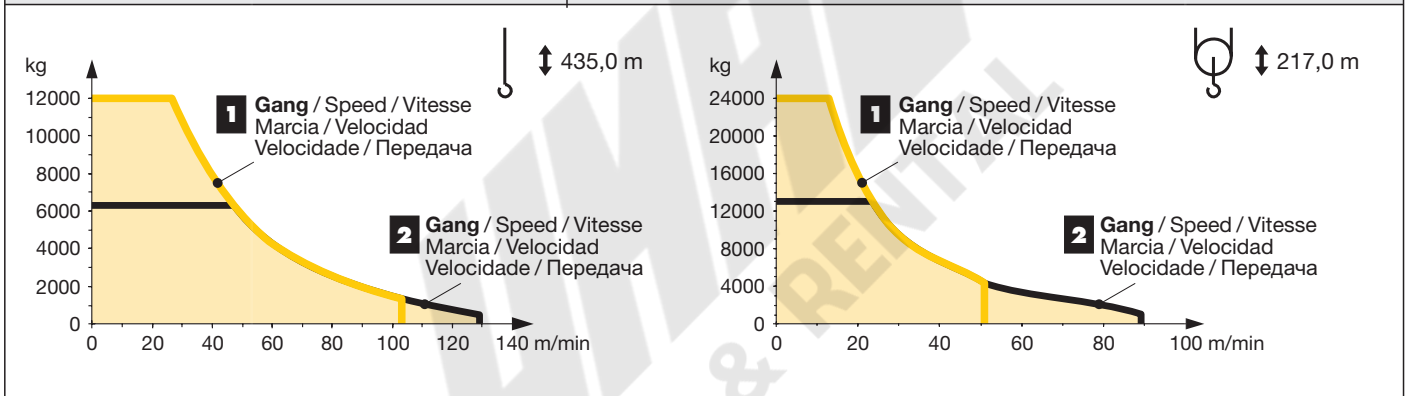 435,0 m
kg
12000
10000
8000
6000
4000
2000
0
1 Gang / Speed / Vitesse
Marcia / Velocidad
Velocidade / Передача
2 Gang / Speed / Vitesse
Marcia / Velocidad
Velocidade / Передача
0 20 40 60 80 100 120 140 m/min
217,0 m
kg
24000
20000
16000
12000
8000
4000
0
1 Gang / Speed / Vitesse
Marcia / Velocidad
Velocidade / Передача
2 Gang / Speed / Vitesse
Marcia / Velocidad
Velocidade / Передача
0 20 40 60 80 100 m/min
& RENTAL